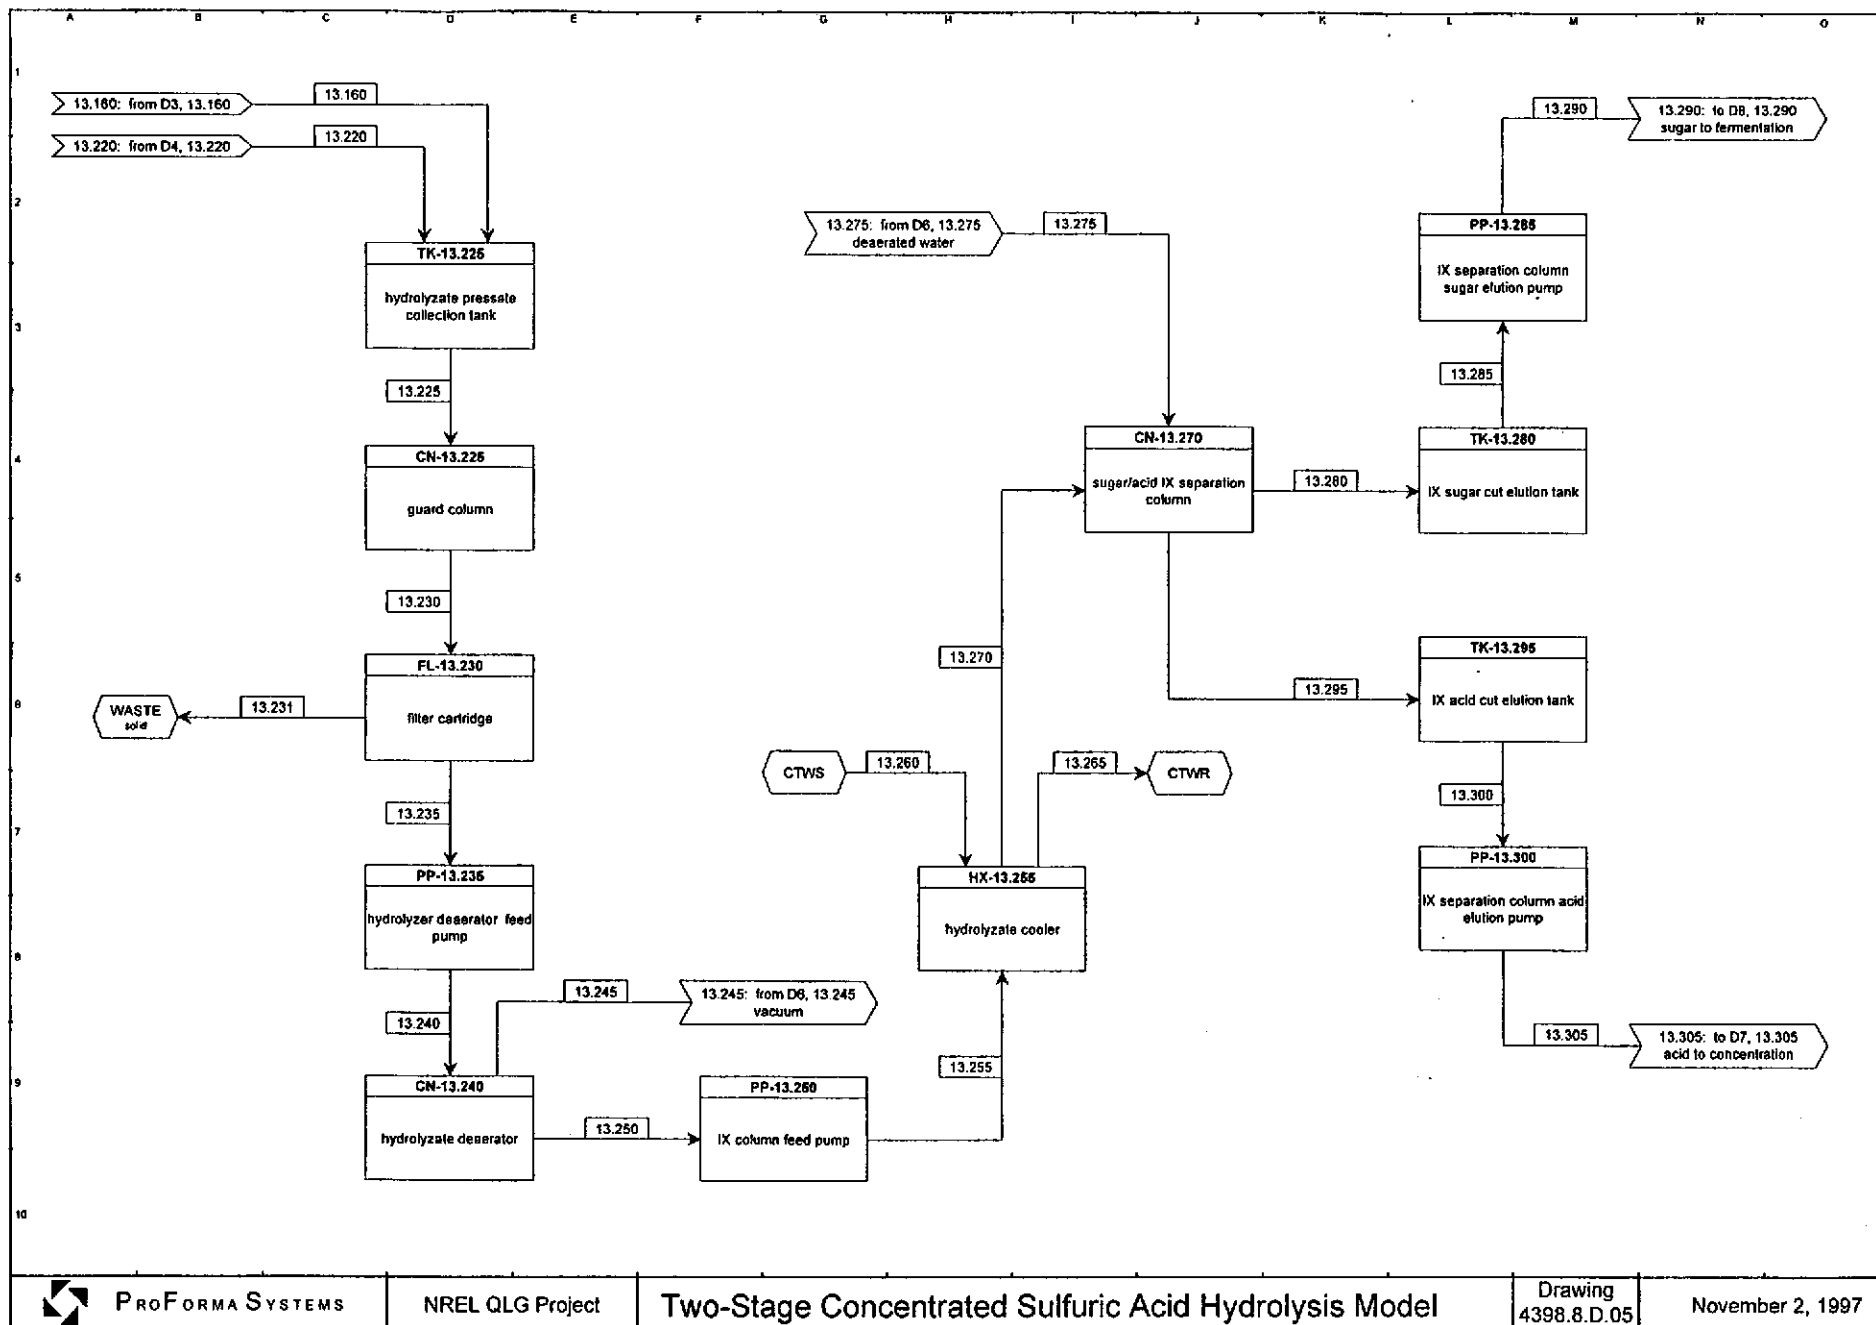 A B C D E F G H I J K L M N O
1
2
3
4
5
6
7
8
9
10
13.160: from D3, 13.160
13.160
13.220: from D4, 13.220
13.220
TK-13.225
hydrolyzate pressate
collection tank
13.225
CN-13.225
guard column
13.230
FL-13.230
filter cartridge
13.231
WASTE
solid
13.235
PP-13.235
hydrolyzer deaerator feed
pump
13.240
CN-13.240
hydrolyzate deaerator
13.245
13.245: from D6, 13.245
vacuum
13.250
PP-13.250
IX column feed pump
13.255
HX-13.255
hydrolyzate cooler
CTWS
13.260
13.265
CTWR
13.270
13.275: from D6, 13.275
deaerated water
13.275
CN-13.270
sugar/acid IX separation
column
13.280
TK-13.280
IX sugar cut elution tank
13.285
PP-13.285
IX separation column
sugar elution pump
13.290
13.290: to D8, 13.290
sugar to fermentation
13.295
TK-13.295
IX acid cut elution tank
13.300
PP-13.300
IX separation column acid
elution pump
13.305
13.305: to D7, 13.305
acid to concentration
PROFORMA SYSTEMS
NREL QLG Project
Two-Stage Concentrated Sulfuric Acid Hydrolysis Model
Drawing
4398.8.D.05
November 2, 1997